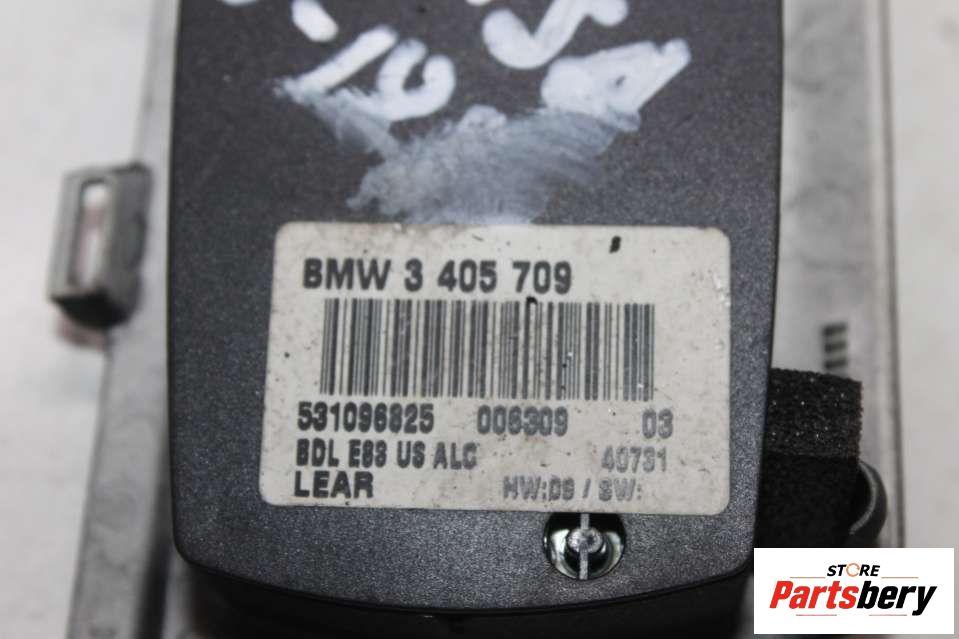 BMW 3 405 709
531096825 006309 03
BDL E83 US ALC 40731
LEAR HW:09 / SW:
STORE
Partsbery